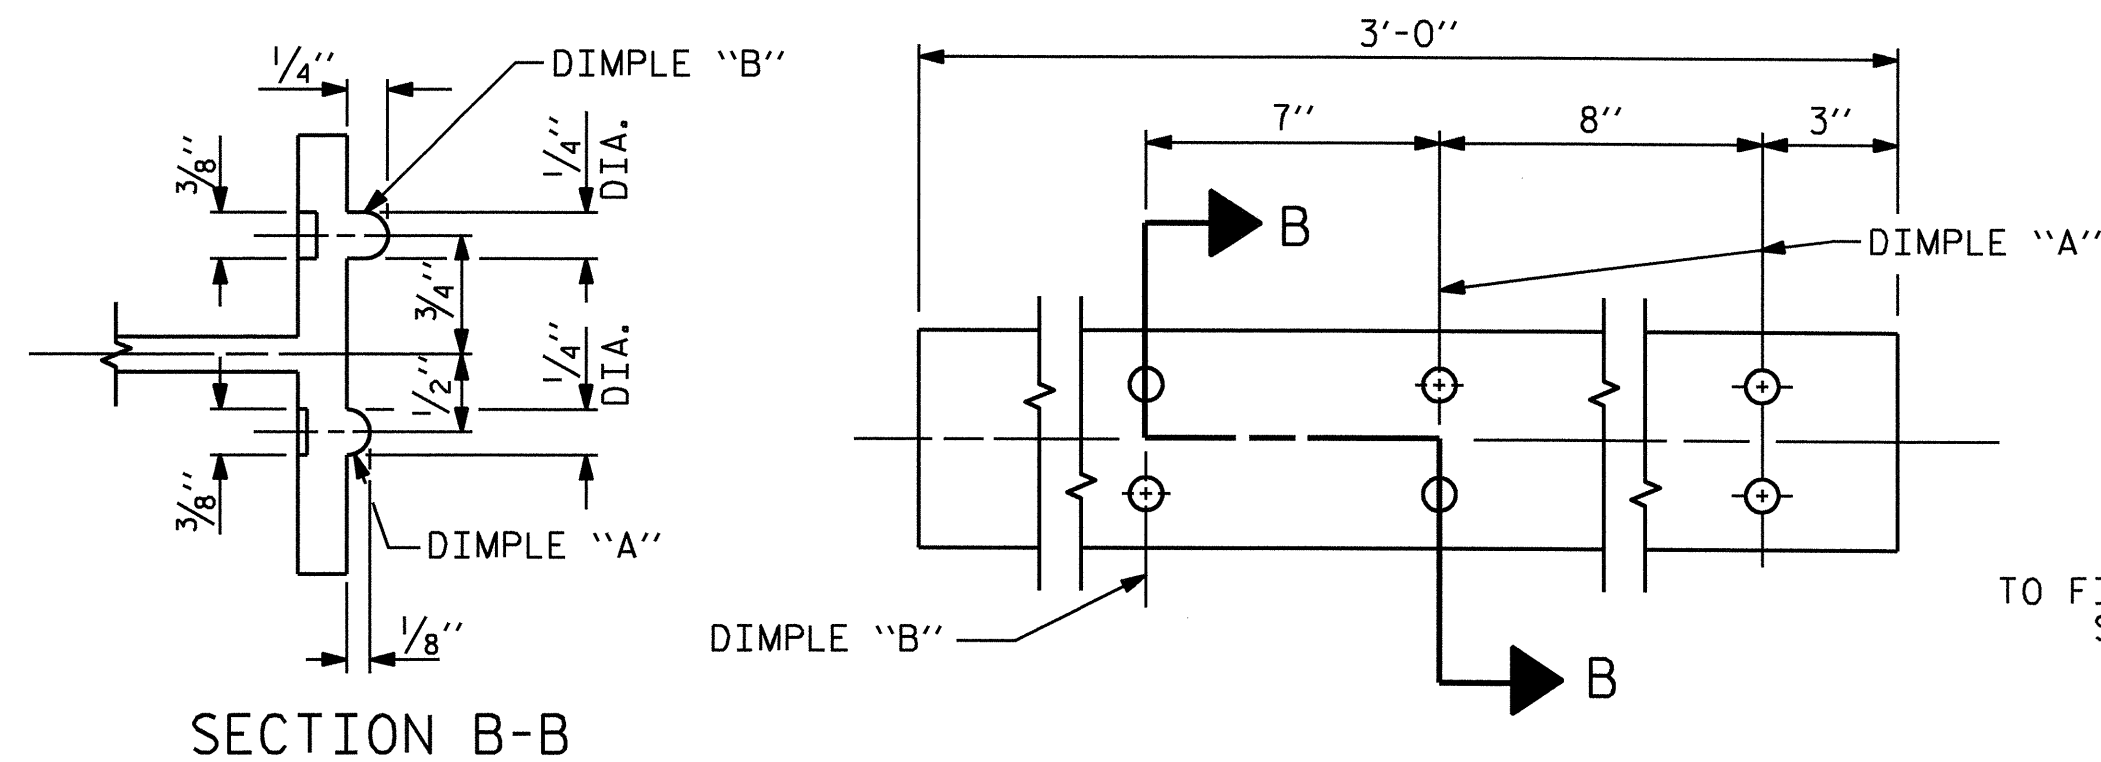 1/4"
DIMPLE "B"
3/8"
1/4" DIA.
3/4"
1/2"
1/4" DIA.
3/8"
DIMPLE "A"
1/8"
SECTION B-B
3'-0"
7"
8"
3"
B
DIMPLE "A"
DIMPLE "B"
B
TO